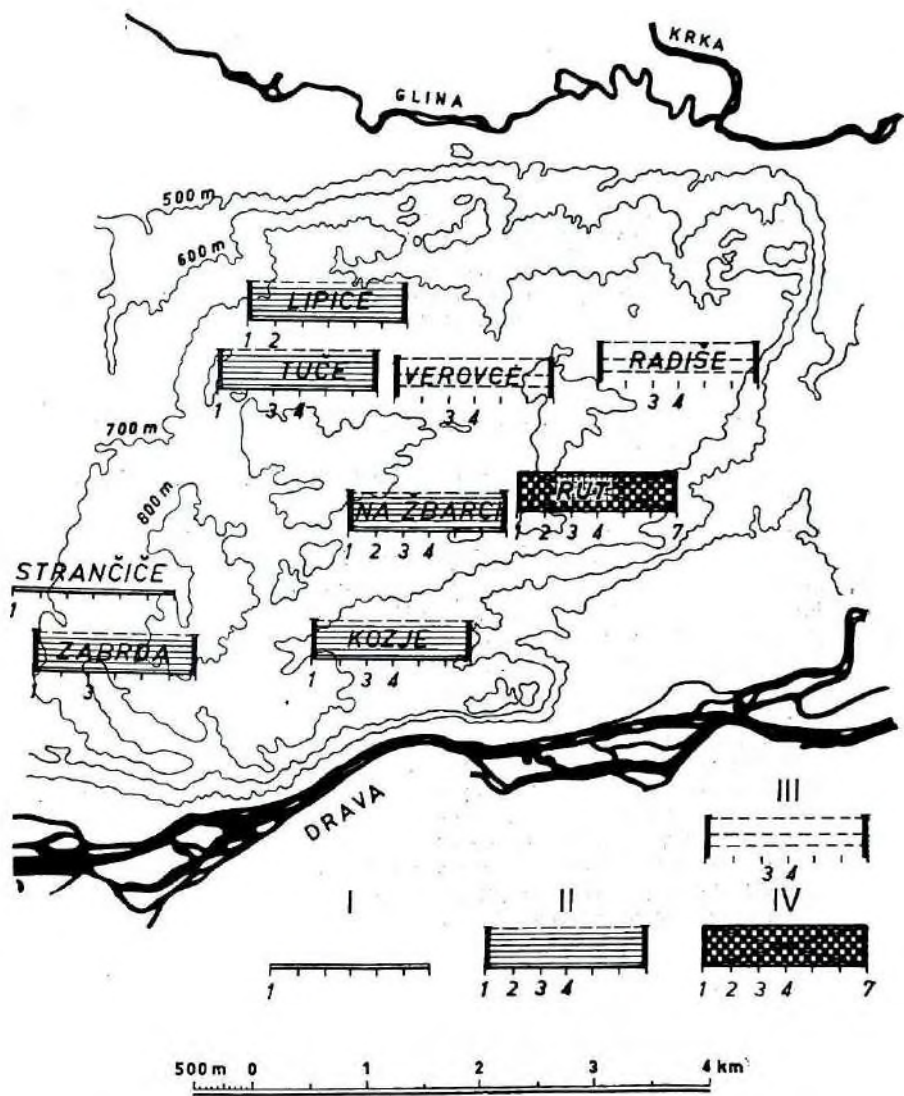 KRKA
GLINA
500 m
600 m
LIPICE
1 2
TUČE
1 3 4
VEROVCE
3 4
RADIŠE
3 4
700 m
800 m
NA ŽBARCI
1 2 3 4
RUT
1 2 3 4 7
STRANČIČE
1
ZABRDA
1 3
KOZJE
1 3 4
DRAVA
III
3 4
I
1
II
1 2 3 4
IV
1 2 3 4 7
500 m 0 1 2 3 4 km